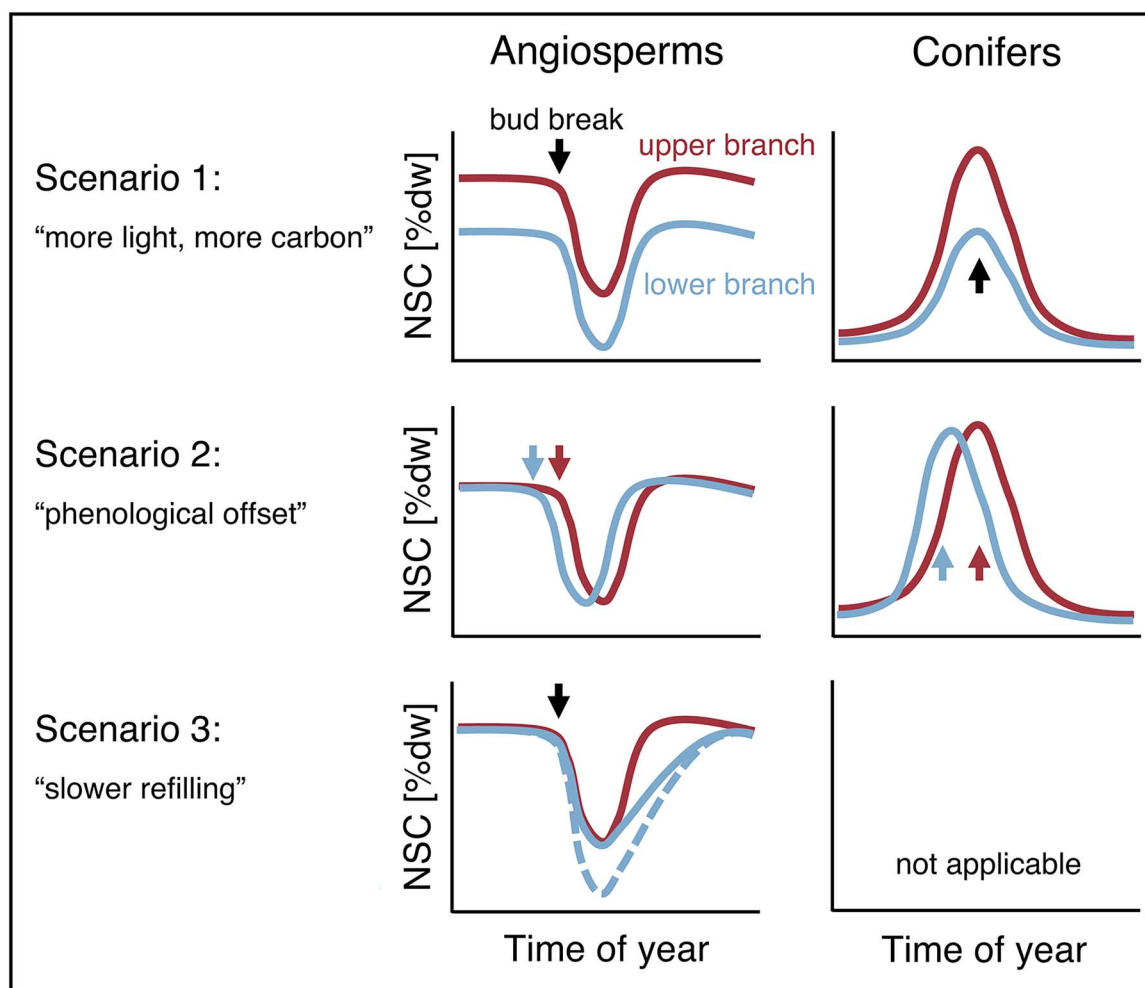 Angiosperms
Conifers
Scenario 1:
“more light, more carbon”
NSC [%dw]
bud break
upper branch
lower branch
Scenario 2:
“phenological offset”
NSC [%dw]
Scenario 3:
“slower refilling”
NSC [%dw]
not applicable
Time of year
Time of year